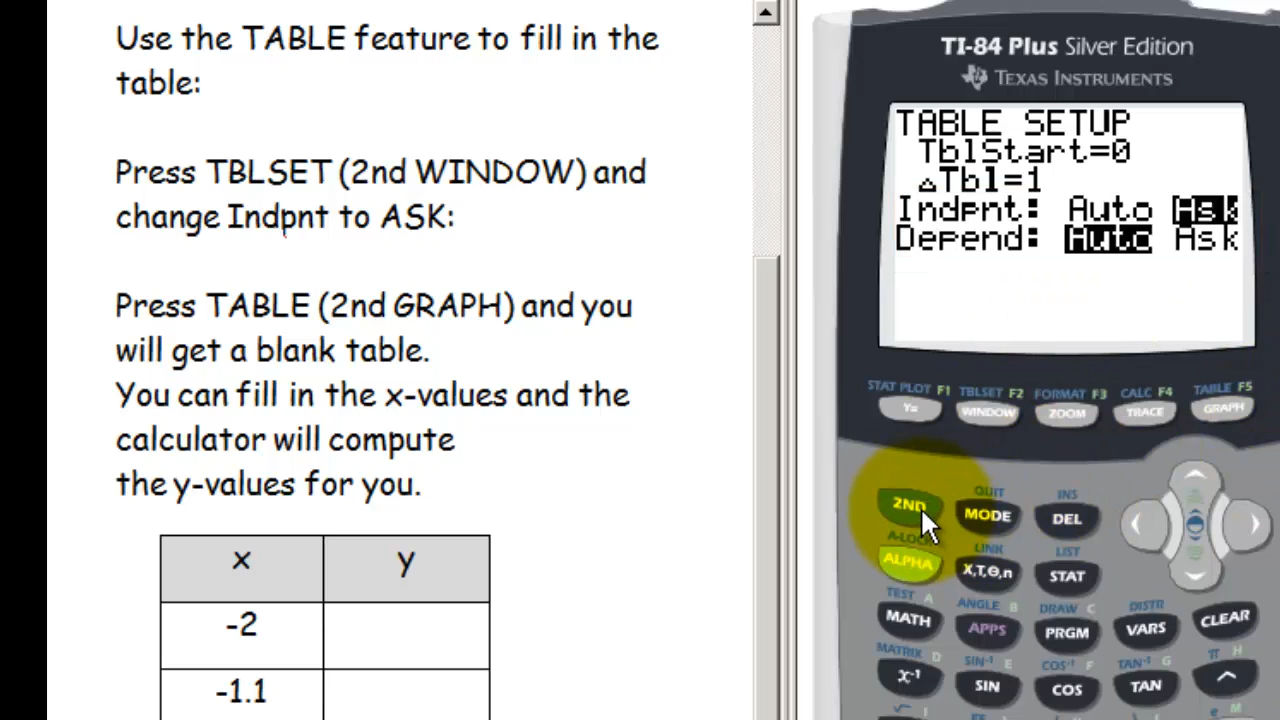 Use the TABLE feature to fill in the
table:
Press TBLSET (2nd WINDOW) and
change Indpnt to ASK:
Press TABLE (2nd GRAPH) and you
will get a blank table.
You can fill in the x-values and the
calculator will compute
the y-values for you.
x y
-2
-1.1
TI-84 Plus Silver Edition
TEXAS INSTRUMENTS
TABLE SETUP
TblStart=0
△Tbl=1
Indpnt: Auto Ask
Depend: Auto Ask
STAT PLOT F1 TBLSET F2 FORMAT F3 CALC F4 TABLE F5
Y= WINDOW ZOOM TRACE GRAPH
QUIT INS
2ND MODE DEL
A-LOCK LINK LIST
ALPHA X,T,Θ,n STAT
TEST A ANGLE B DRAW C DISTR
MATH APPS PRGM VARS CLEAR
MATRIX D SIN⁻¹ E COS⁻¹ F TAN⁻¹ G π H
x⁻¹ SIN COS TAN ^